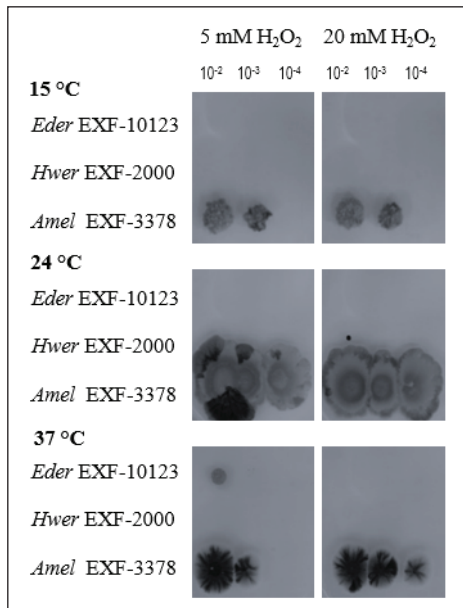 5 mM H₂O₂ 20 mM H₂O₂
10⁻² 10⁻³ 10⁻⁴ 10⁻² 10⁻³ 10⁻⁴
15 °C
Eder EXF-10123
Hwer EXF-2000
Amel EXF-3378
24 °C
Eder EXF-10123
Hwer EXF-2000
Amel EXF-3378
37 °C
Eder EXF-10123
Hwer EXF-2000
Amel EXF-3378